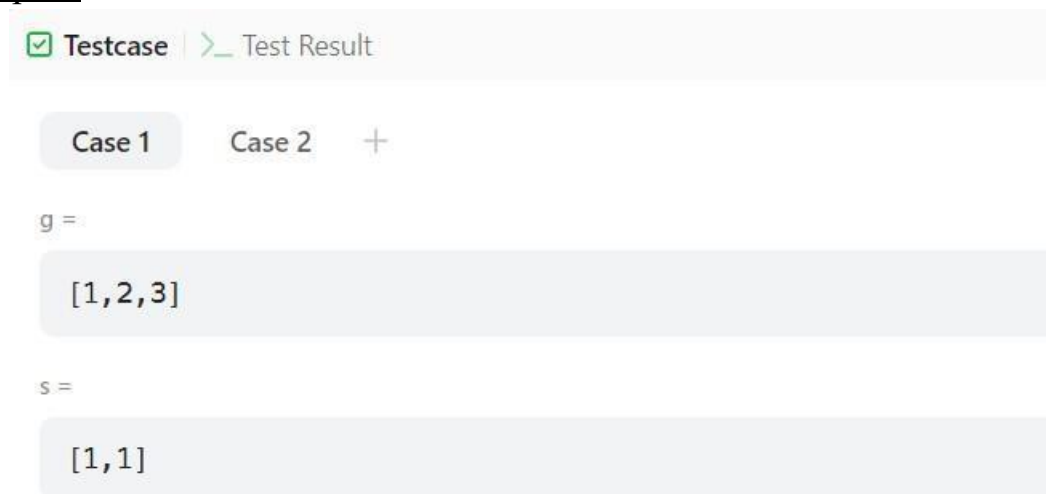 Testcase >_ Test Result
Case 1 Case 2 +
g =
[1,2,3]
s =
[1,1]